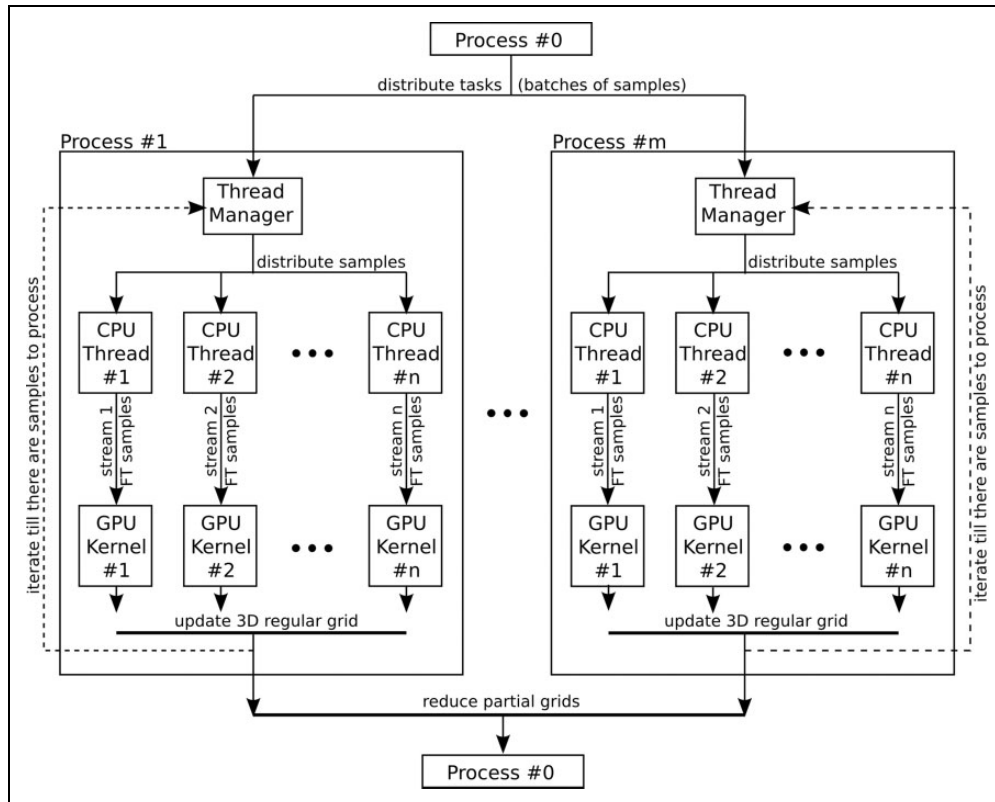 Process #0
distribute tasks (batches of samples)
Process #1
Process #m
Thread
Manager
Thread
Manager
distribute samples
distribute samples
CPU
Thread
#1
CPU
Thread
#2
CPU
Thread
#n
CPU
Thread
#1
CPU
Thread
#2
CPU
Thread
#n
iterate till there are samples to process
stream 1
FT samples
stream 2
FT samples
stream n
FT samples
stream 1
FT samples
stream 2
FT samples
stream n
FT samples
iterate till there are samples to process
GPU
Kernel
#1
GPU
Kernel
#2
GPU
Kernel
#n
GPU
Kernel
#1
GPU
Kernel
#2
GPU
Kernel
#n
update 3D regular grid
update 3D regular grid
reduce partial grids
Process #0